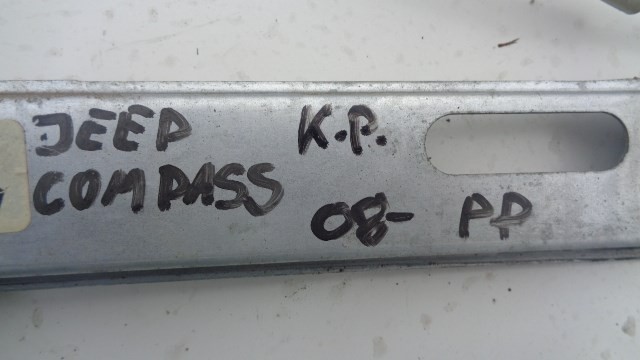 JEEP K.P.
COMPASS
08- PP